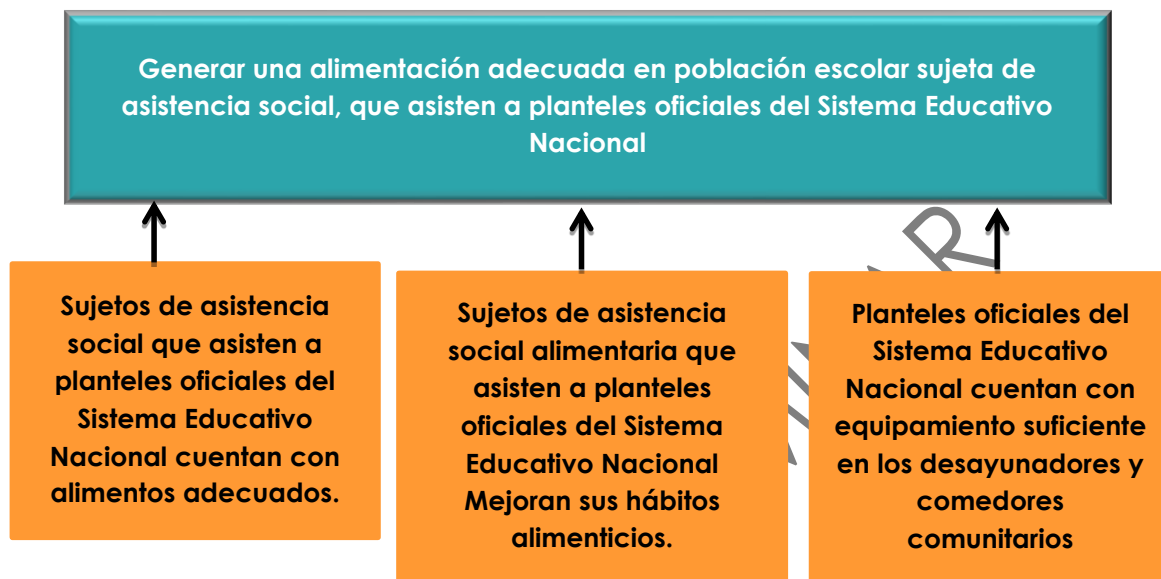 Generar una alimentación adecuada en población escolar sujeta de
asistencia social, que asisten a planteles oficiales del Sistema Educativo
Nacional
Sujetos de asistencia
social que asisten a
planteles oficiales del
Sistema Educativo
Nacional cuentan con
alimentos adecuados.
Sujetos de asistencia
social alimentaria que
asisten a planteles
oficiales del Sistema
Educativo Nacional
Mejoran sus hábitos
alimenticios.
Planteles oficiales del
Sistema Educativo
Nacional cuentan con
equipamiento suficiente
en los desayunadores y
comedores
comunitarios